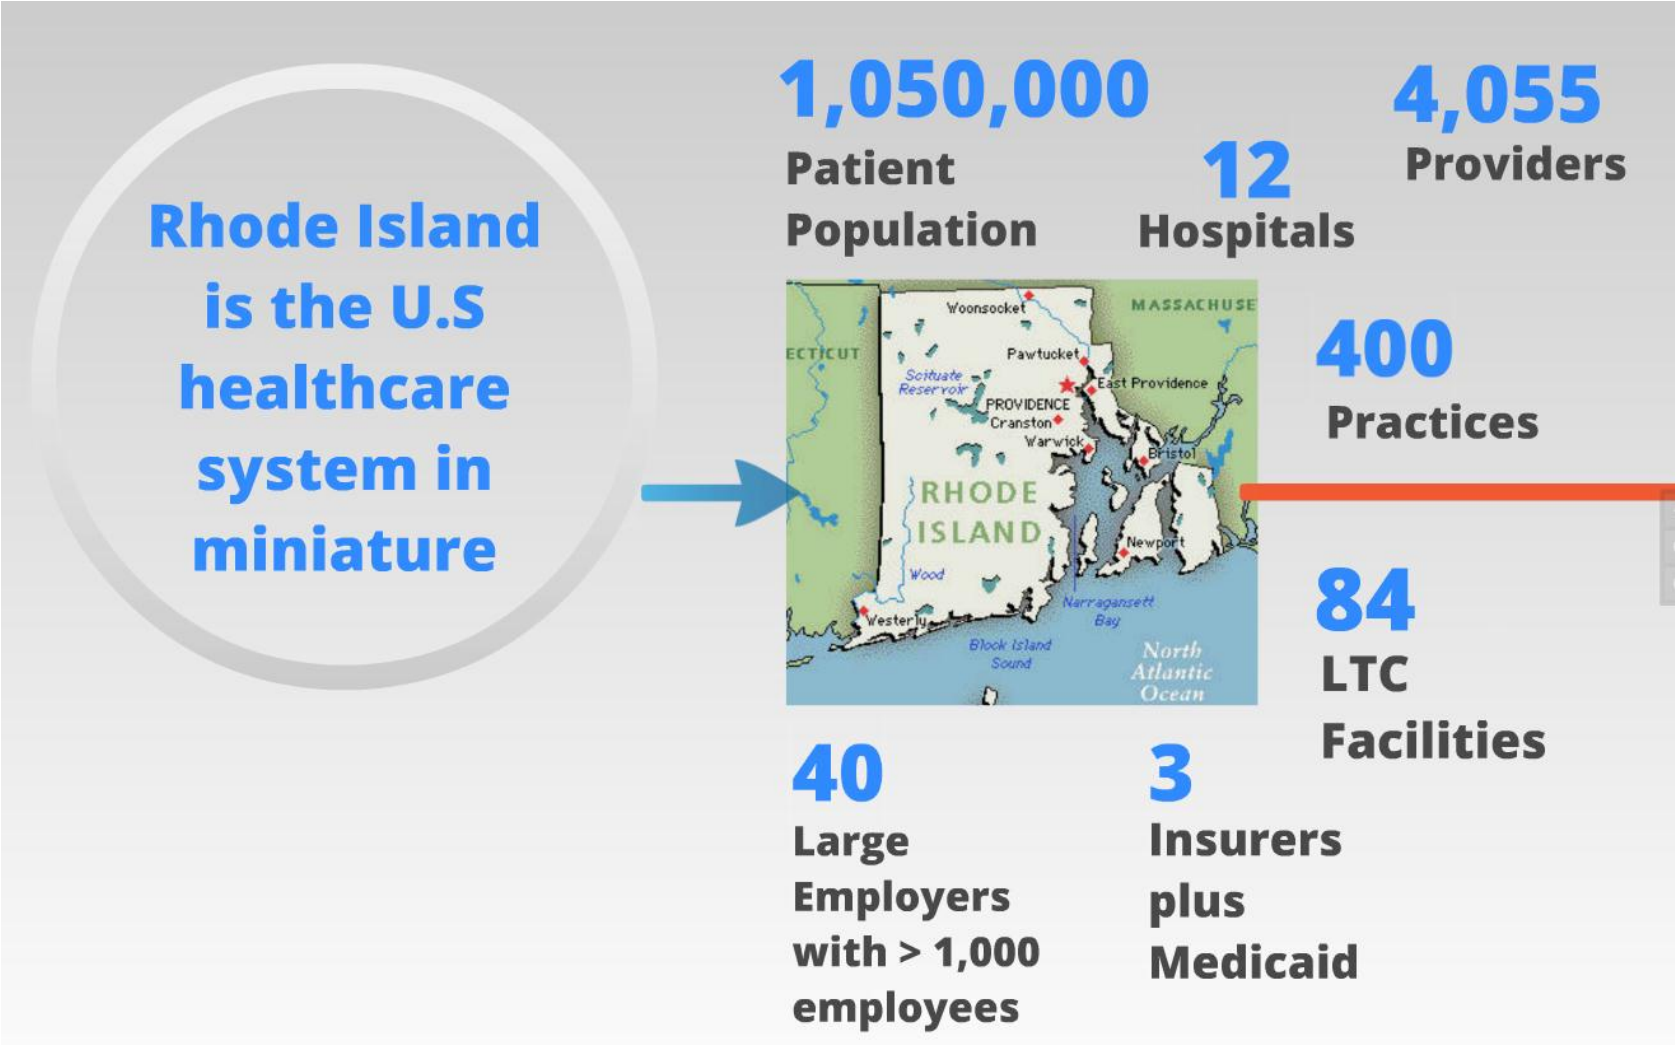 Rhode Island
is the U.S
healthcare
system in
miniature
1,050,000
Patient
Population
12
Hospitals
4,055
Providers
400
Practices
84
LTC
Facilities
40
Large
Employers
with > 1,000
employees
3
Insurers
plus
Medicaid
Woonsocket
MASSACHUSE
ECTICUT
Pawtucket
Scituate
Reservoir
East Providence
PROVIDENCE
Cranston
Warwick
Bristol
RHODE
ISLAND
Newport
Wood
Narragansett
Bay
Westerly
Block Island
Sound
North
Atlantic
Ocean